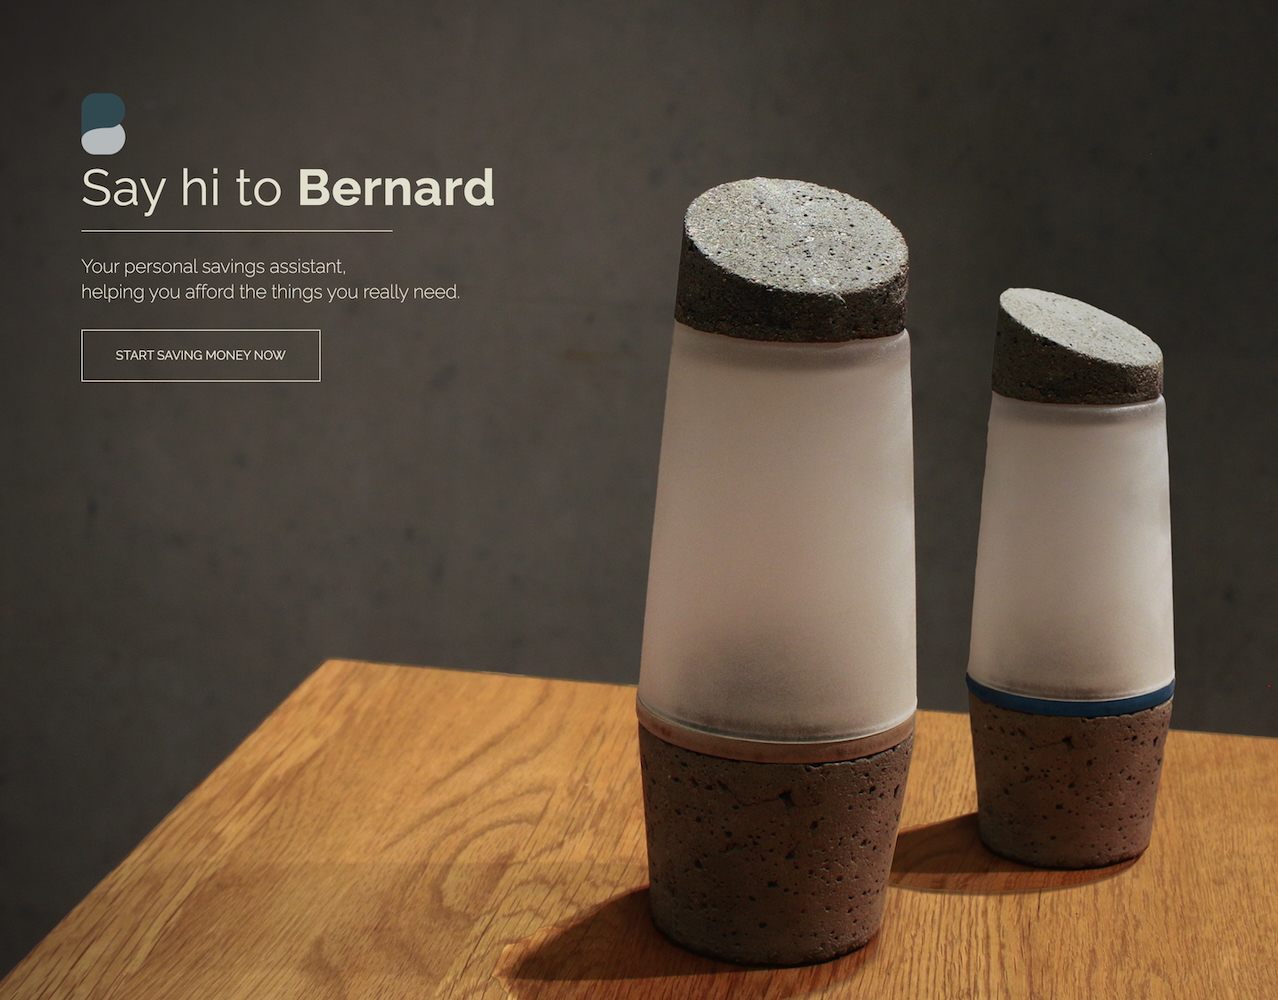 Say hi to Bernard
Your personal savings assistant,
helping you afford the things you really need.
START SAVING MONEY NOW